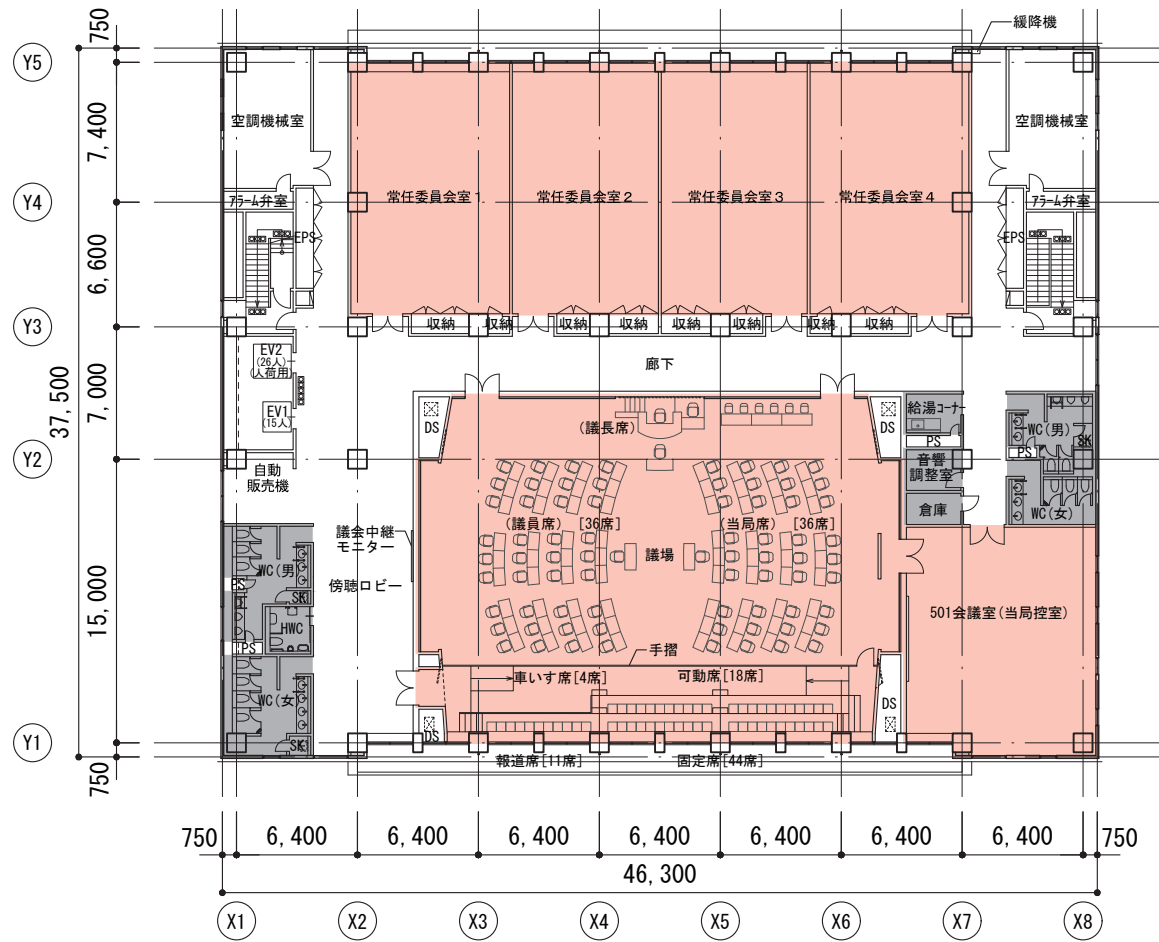 緩降機
750
Y5
7,400
空調機械室
空調機械室
常任委員会室1
常任委員会室2
常任委員会室3
常任委員会室4
Y4
アラーム弁室
アラーム弁室
EPS
EPS
6,600
Y3
収納
収納
収納
収納
収納
収納
収納
収納
EV2
(26人)
(人荷用)
廊下
37,500
7,000
EV1
(15人)
DS
(議長席)
DS
給湯コーナー
WC(男)
PS
PS
SK
Y2
自動
販売機
音響
調整室
倉庫
WC(女)
(議員席)
[36席]
(当局席)
[36席]
議会中継
モニター
議場
15,000
WC(男)
傍聴ロビー
PS
SK
HWC
501会議室(当局控室)
PS
手摺
WC(女)
車いす席[4席]
可動席[18席]
DS
DS
SK
Y1
報道席[11席]
固定席[44席]
750
750
6,400
6,400
6,400
6,400
6,400
6,400
6,400
750
46,300
X1
X2
X3
X4
X5
X6
X7
X8